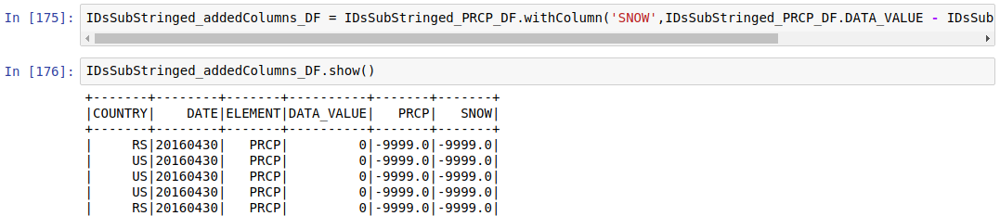 In [175]: IDsSubStringed_addedColumns_DF = IDsSubStringed_PRCP_DF.withColumn('SNOW',IDsSubStringed_PRCP_DF.DATA_VALUE - IDsSub
In [176]: IDsSubStringed_addedColumns_DF.show()
+-------+--------+-------+----------+-------+-------+
|COUNTRY|    DATE|ELEMENT|DATA_VALUE|   PRCP|   SNOW|
+-------+--------+-------+----------+-------+-------+
|     RS|20160430|   PRCP|         0|-9999.0|-9999.0|
|     US|20160430|   PRCP|         0|-9999.0|-9999.0|
|     US|20160430|   PRCP|         0|-9999.0|-9999.0|
|     US|20160430|   PRCP|         0|-9999.0|-9999.0|
|     RS|20160430|   PRCP|         0|-9999.0|-9999.0|